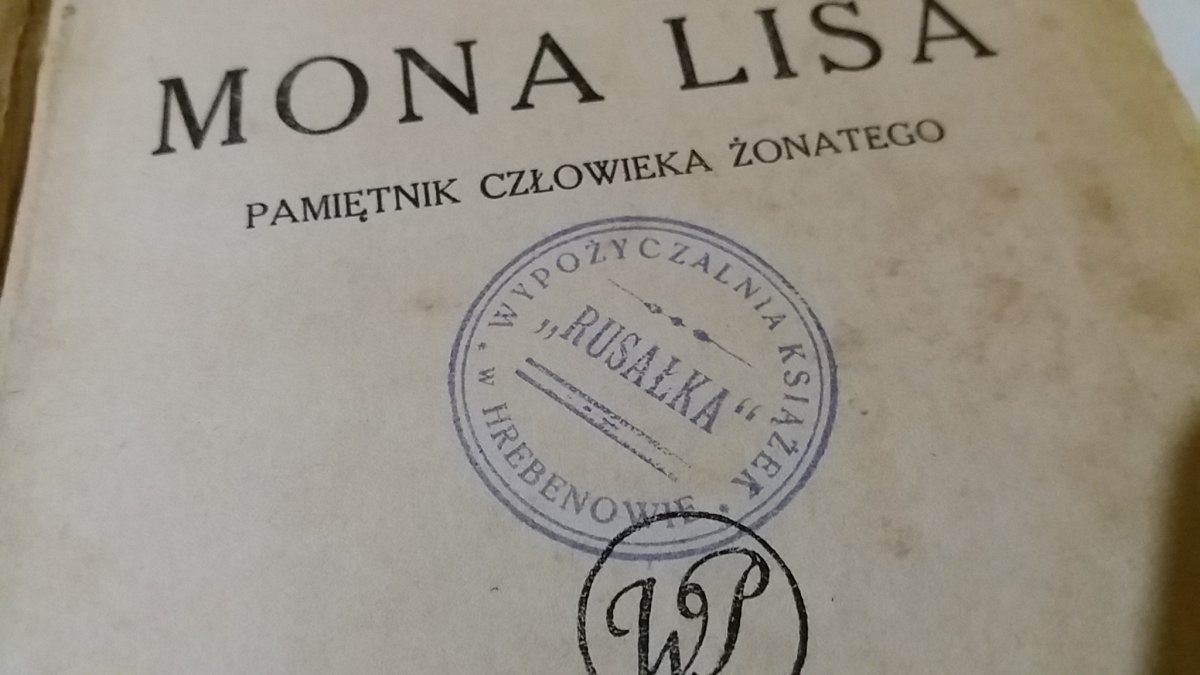 MONA LISA
PAMIĘTNIK CZŁOWIEKA ŻONATEGO
* WYPOŻYCZALNIA KSIĄŻEK •
„RUSAŁKA“
w HREBENOWIE
WP